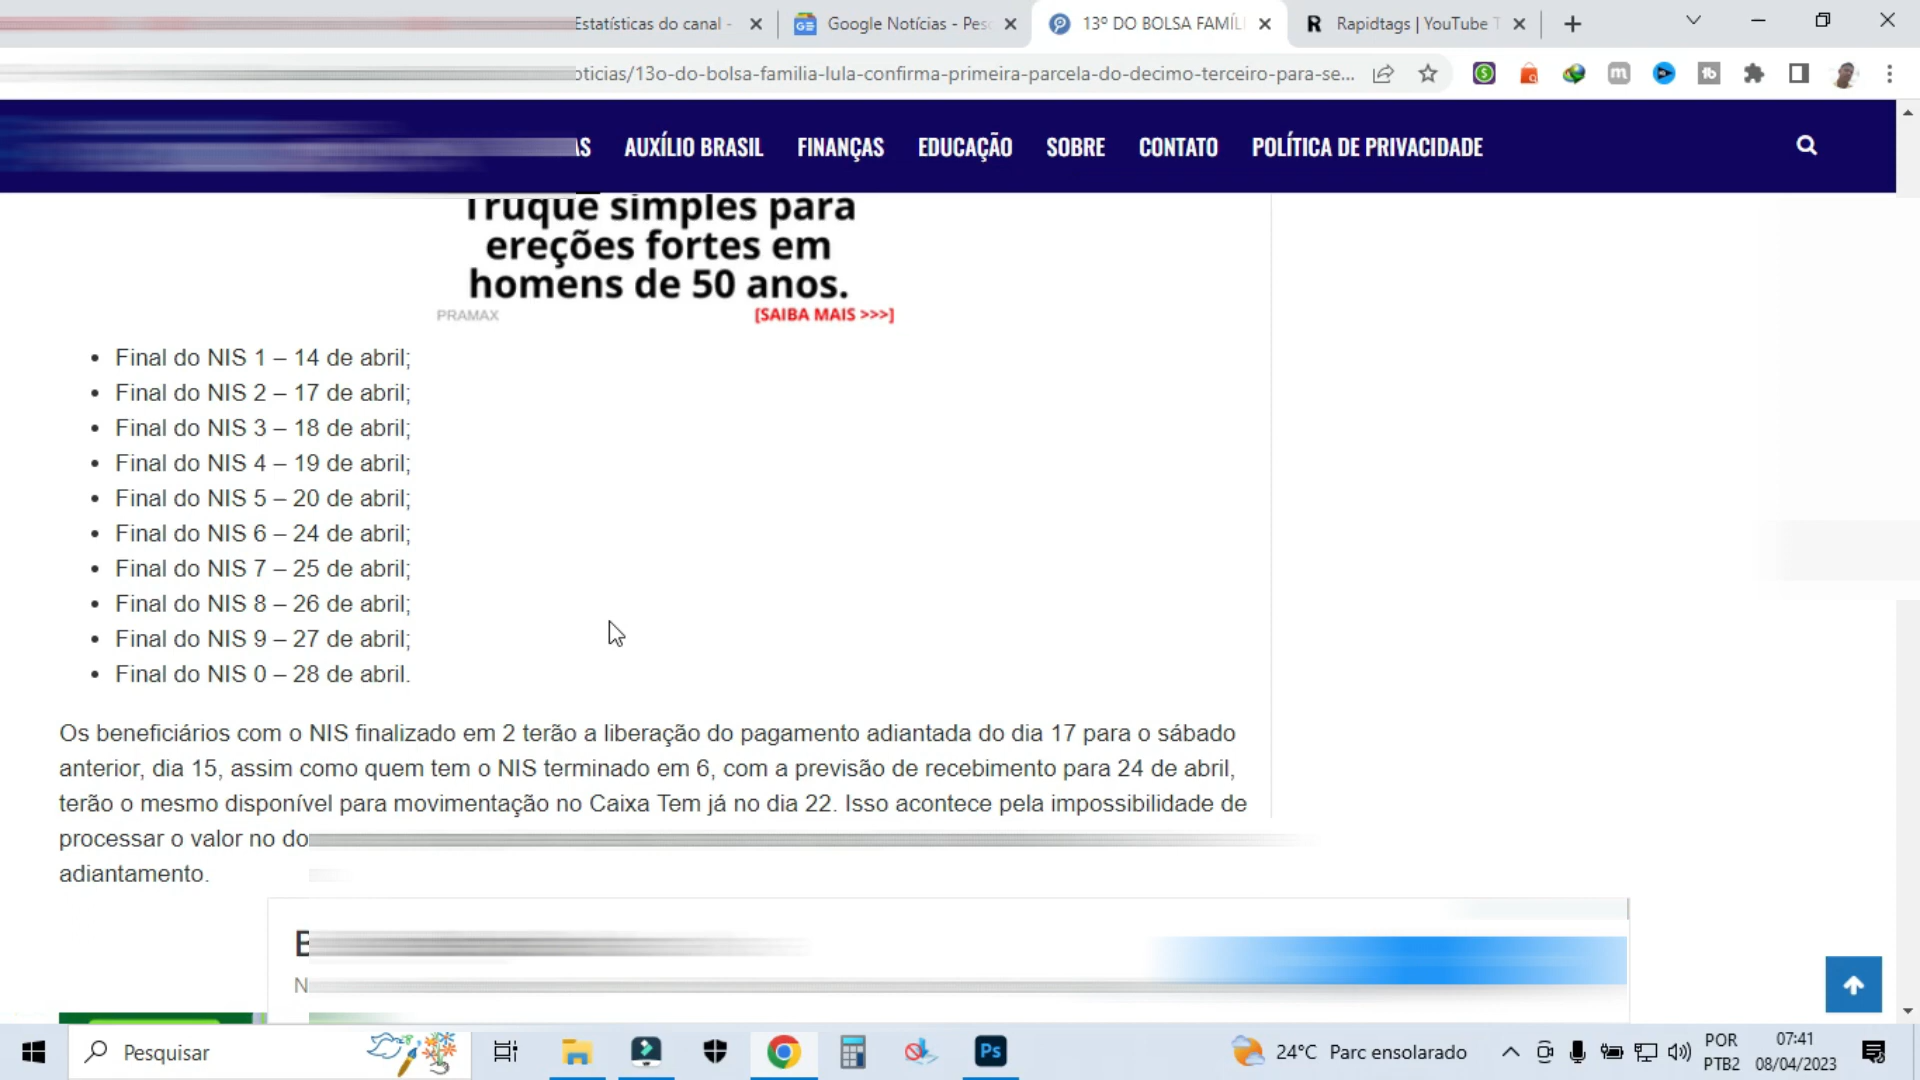 Estatísticas do canal -
Google Notícias - Pes
13º DO BOLSA FAMÍL
Rapidtags | YouTube T
oticias/13o-do-bolsa-familia-lula-confirma-primeira-parcela-do-decimo-terceiro-para-se...
AS AUXÍLIO BRASIL FINANÇAS EDUCAÇÃO SOBRE CONTATO POLÍTICA DE PRIVACIDADE
Truque simples para
ereções fortes em
homens de 50 anos.
PRAMAX [SAIBA MAIS >>>]
• Final do NIS 1 – 14 de abril;
• Final do NIS 2 – 17 de abril;
• Final do NIS 3 – 18 de abril;
• Final do NIS 4 – 19 de abril;
• Final do NIS 5 – 20 de abril;
• Final do NIS 6 – 24 de abril;
• Final do NIS 7 – 25 de abril;
• Final do NIS 8 – 26 de abril;
• Final do NIS 9 – 27 de abril;
• Final do NIS 0 – 28 de abril.
Os beneficiários com o NIS finalizado em 2 terão a liberação do pagamento adiantada do dia 17 para o sábado
anterior, dia 15, assim como quem tem o NIS terminado em 6, com a previsão de recebimento para 24 de abril,
terão o mesmo disponível para movimentação no Caixa Tem já no dia 22. Isso acontece pela impossibilidade de
processar o valor no do
adiantamento.
Pesquisar
Ps
24°C Parc ensolarado
POR
PTB2
07:41
08/04/2023